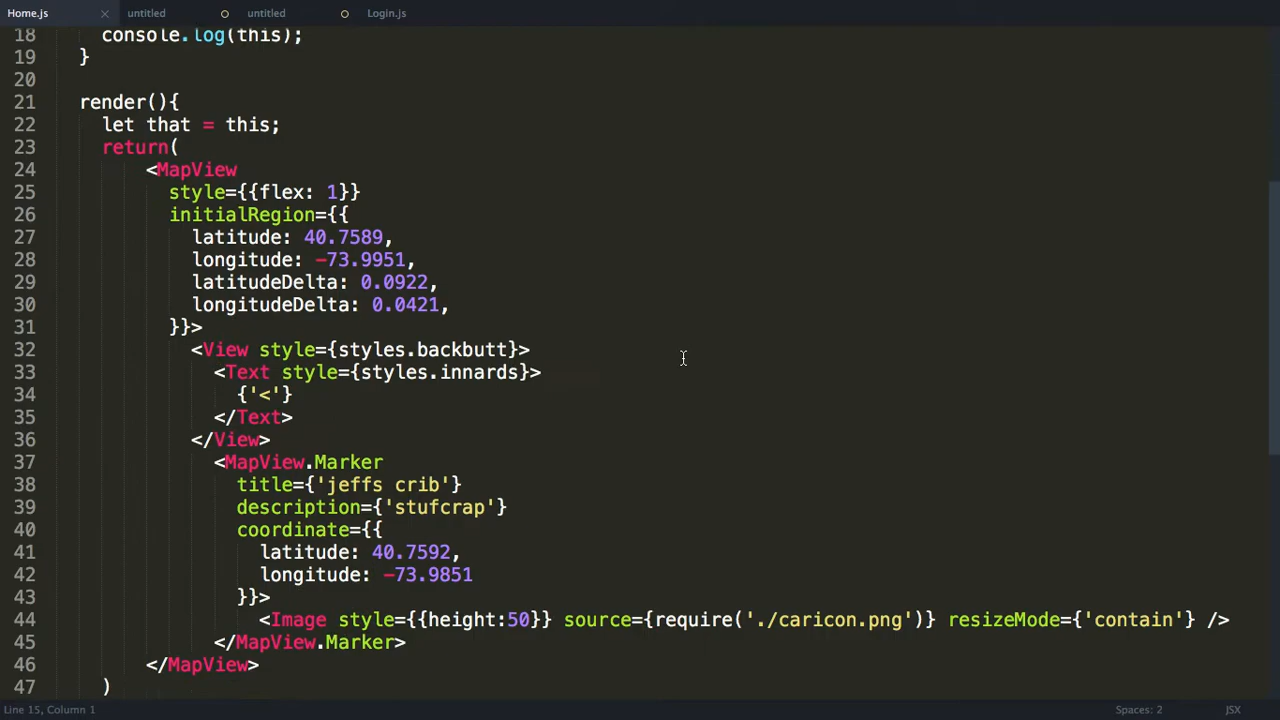 Home.js × untitled untitled Login.js
18 console.log(this);
19 }
20
21 render(){
22 let that = this;
23 return(
24 <MapView
25 style={{flex: 1}}
26 initialRegion={{
27 latitude: 40.7589,
28 longitude: -73.9951,
29 latitudeDelta: 0.0922,
30 longitudeDelta: 0.0421,
31 }}>
32 <View style={styles.backbutt}>
33 <Text style={styles.innards}>
34 {'<'}
35 </Text>
36 </View>
37 <MapView.Marker
38 title={'jeffs crib'}
39 description={'stufcrap'}
40 coordinate={{
41 latitude: 40.7592,
42 longitude: -73.9851
43 }}>
44 <Image style={{height:50}} source={require('./caricon.png')} resizeMode={'contain'} />
45 </MapView.Marker>
46 </MapView>
47 )
Line 15, Column 1 Spaces: 2 JSX